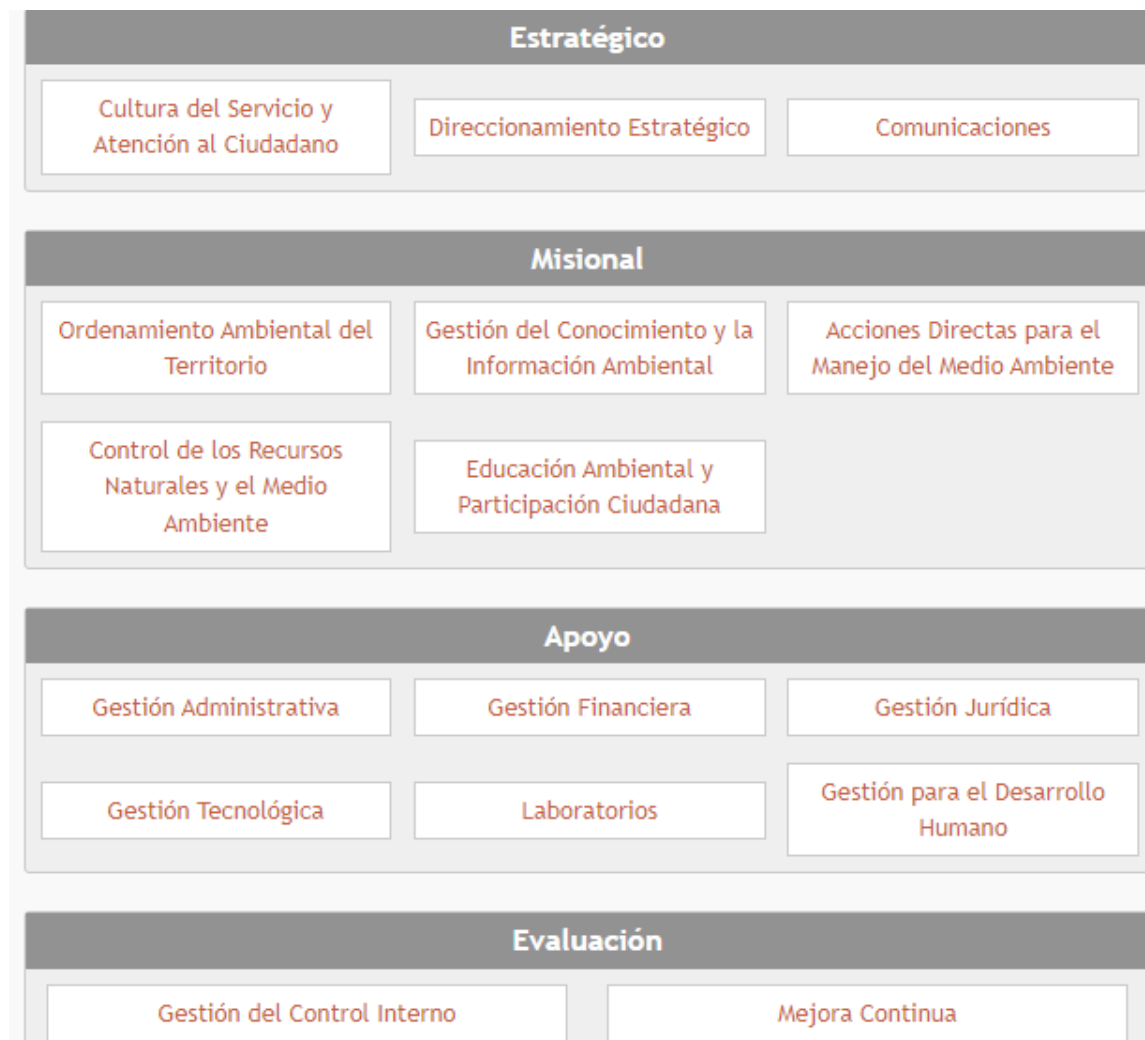 Estratégico
Cultura del Servicio y
Atención al Ciudadano
Direccionamiento Estratégico
Comunicaciones
Misional
Ordenamiento Ambiental del
Territorio
Gestión del Conocimiento y la
Información Ambiental
Acciones Directas para el
Manejo del Medio Ambiente
Control de los Recursos
Naturales y el Medio
Ambiente
Educación Ambiental y
Participación Ciudadana
Apoyo
Gestión Administrativa
Gestión Financiera
Gestión Jurídica
Gestión Tecnológica
Laboratorios
Gestión para el Desarrollo
Humano
Evaluación
Gestión del Control Interno
Mejora Continua